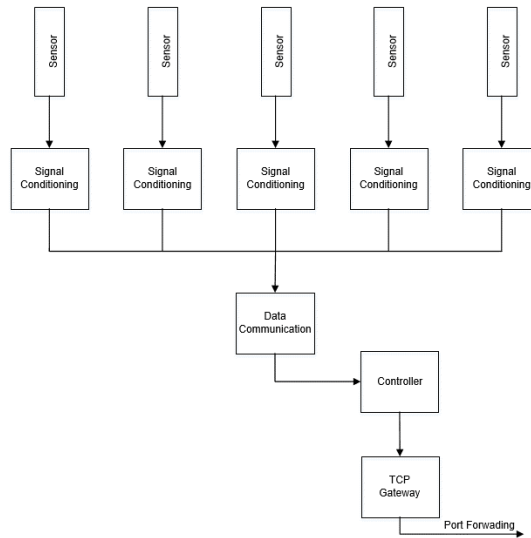 Sensor
Sensor
Sensor
Sensor
Sensor
Signal
Conditioning
Signal
Conditioning
Signal
Conditioning
Signal
Conditioning
Signal
Conditioning
Data
Communication
Controller
TCP
Gateway
Port Forwading